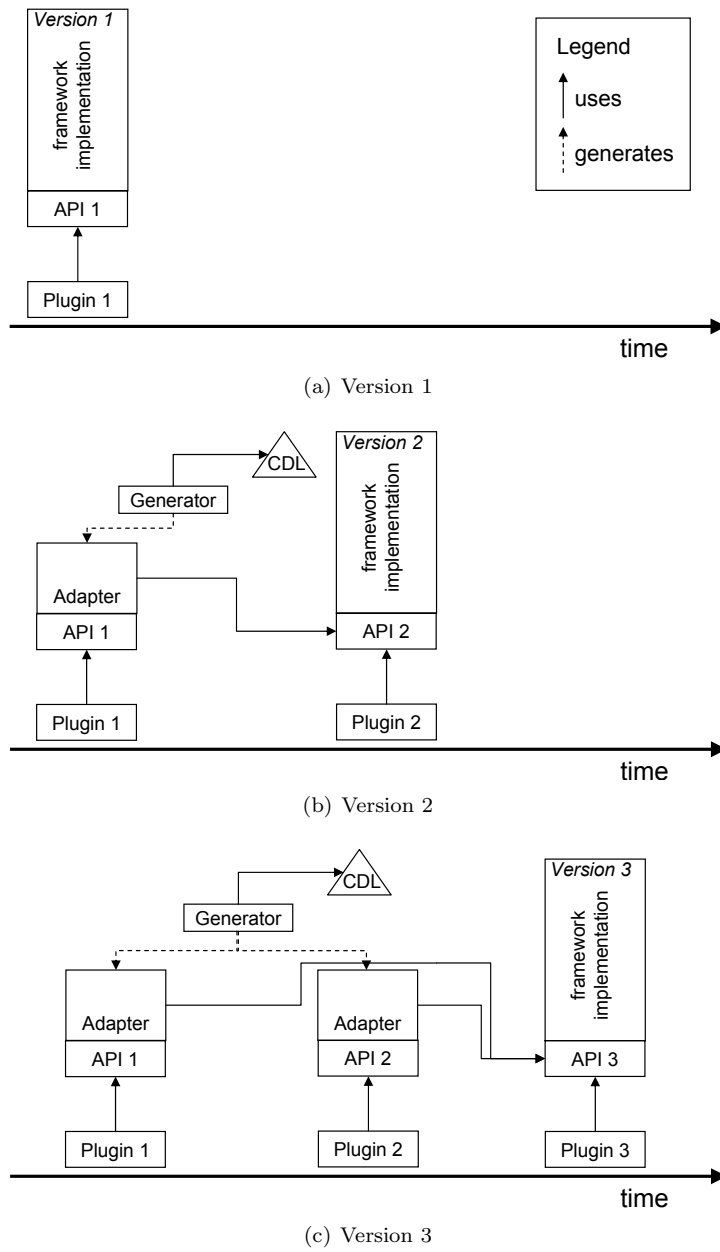 Version 1
framework
implementation
API 1
Plugin 1
Legend
uses
generates
time
(a) Version 1
CDL
Generator
Version 2
framework
implementation
Adapter
API 1
API 2
Plugin 1
Plugin 2
time
(b) Version 2
CDL
Generator
Version 3
framework
implementation
Adapter
Adapter
API 1
API 2
API 3
Plugin 1
Plugin 2
Plugin 3
time
(c) Version 3